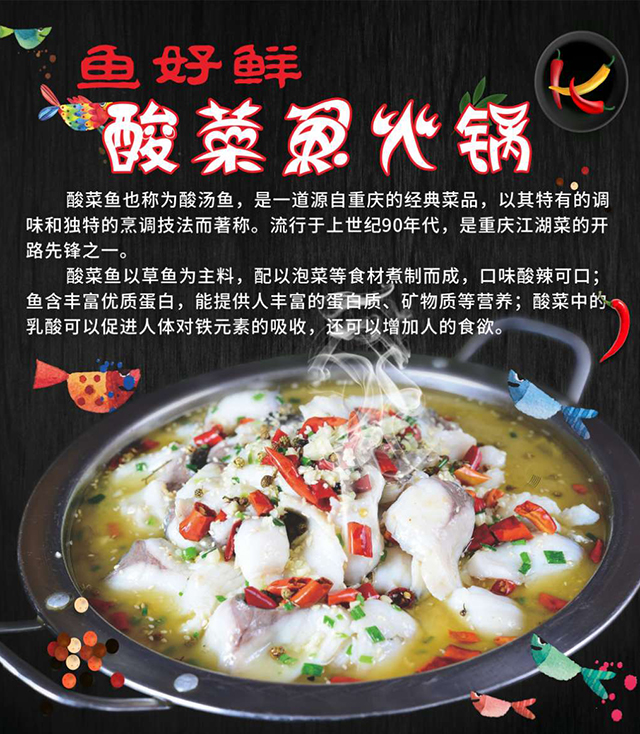 鱼好鲜
酸菜鱼火锅
酸菜鱼也称为酸汤鱼，是一道源自重庆的经典菜品，以其特有的调
味和独特的烹调技法而著称。流行于上世纪90年代，是重庆江湖菜的开
路先锋之一。
酸菜鱼以草鱼为主料，配以泡菜等食材煮制而成，口味酸辣可口；
鱼含丰富优质蛋白，能提供人丰富的蛋白质、矿物质等营养；酸菜中的
乳酸可以促进人体对铁元素的吸收，还可以增加人的食欲。